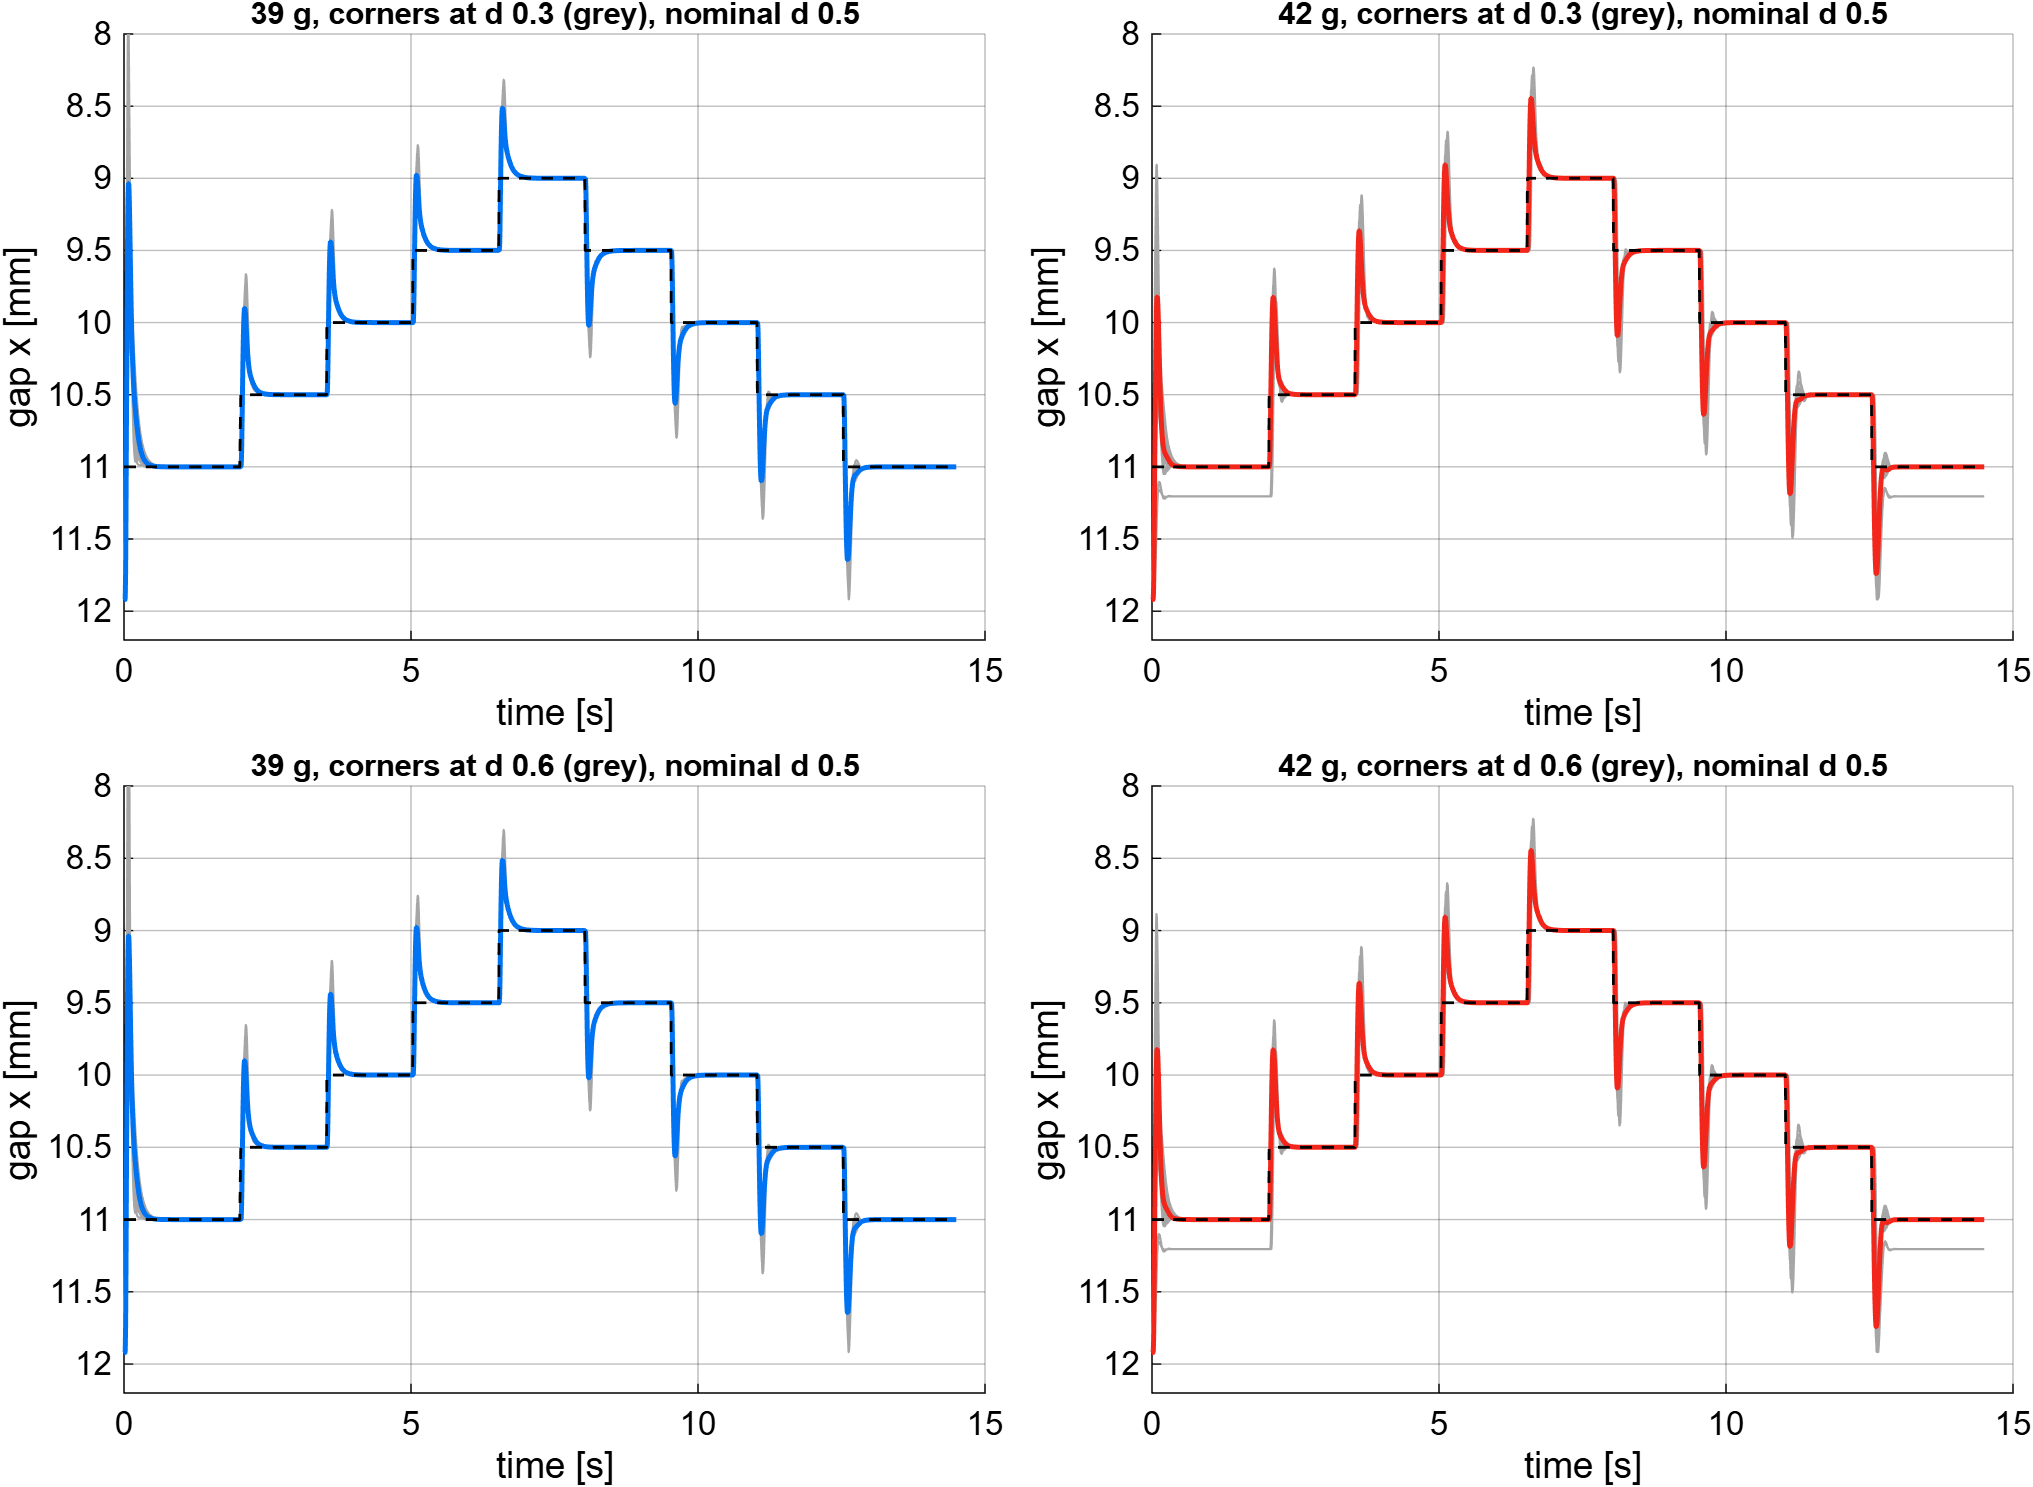 39 g, corners at d 0.3 (grey), nominal d 0.5
8
8.5
9
9.5
10
10.5
11
11.5
12
gap x [mm]
0 5 10 15
time [s]
42 g, corners at d 0.3 (grey), nominal d 0.5
8
8.5
9
9.5
10
10.5
11
11.5
12
gap x [mm]
0 5 10 15
time [s]
39 g, corners at d 0.6 (grey), nominal d 0.5
8
8.5
9
9.5
10
10.5
11
11.5
12
gap x [mm]
0 5 10 15
time [s]
42 g, corners at d 0.6 (grey), nominal d 0.5
8
8.5
9
9.5
10
10.5
11
11.5
12
gap x [mm]
0 5 10 15
time [s]